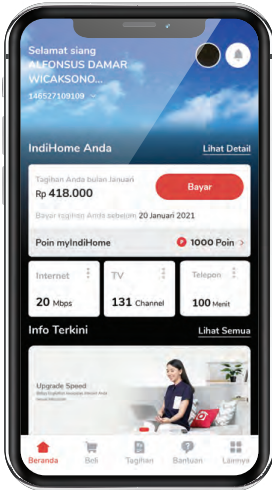 Selamat siang
ALFONSUS DAMAR
WICAKSONO...
146527109109
IndiHome Anda
Lihat Detail
Tagihan Anda bulan Januari
Rp 418.000
Bayar
Bayar tagihan Anda sebelum 20 Januari 2021
Poin myIndiHome
P 1000 Poin >
Internet
TV
Telepon
20 Mbps
131 Channel
100 Menit
Info Terkini
Lihat Semua
Upgrade Speed
Beranda
Beli
Tagihan
Bantuan
Lainnya